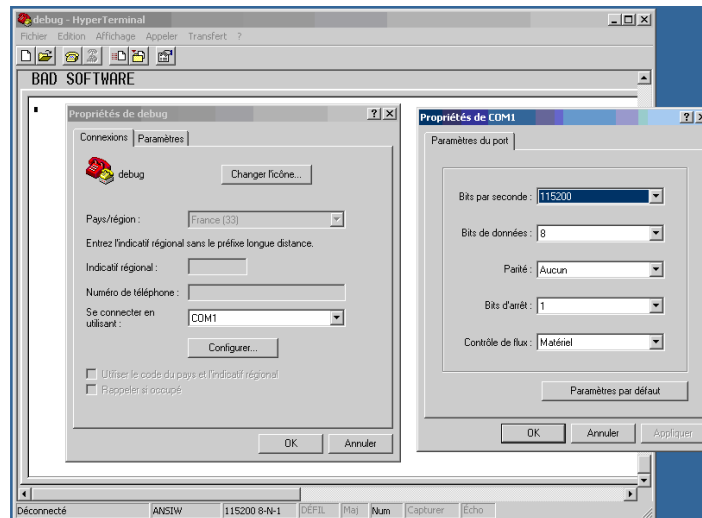 debug - HyperTerminal
Fichier Edition Affichage Appeler Transfert ?
BAD SOFTWARE
Propriétés de debug
Connexions Paramètres
debug
Changer l'icône...
Pays/région :
France (33)
Entrez l'indicatif régional sans le préfixe longue distance.
Indicatif régional :
Numéro de téléphone :
Se connecter en
utilisant :
COM1
Configurer...
Utiliser le code du pays et l'indicatif régional
Rappeler si occupé
OK Annuler
Propriétés de COM1
Paramètres du port
Bits par seconde : 115200
Bits de données : 8
Parité : Aucun
Bits d'arrêt : 1
Contrôle de flux : Matériel
Paramètres par défaut
OK Annuler Appliquer
Déconnecté ANSIW 115200 8-N-1 DÉFIL Maj Num Capturer Écho